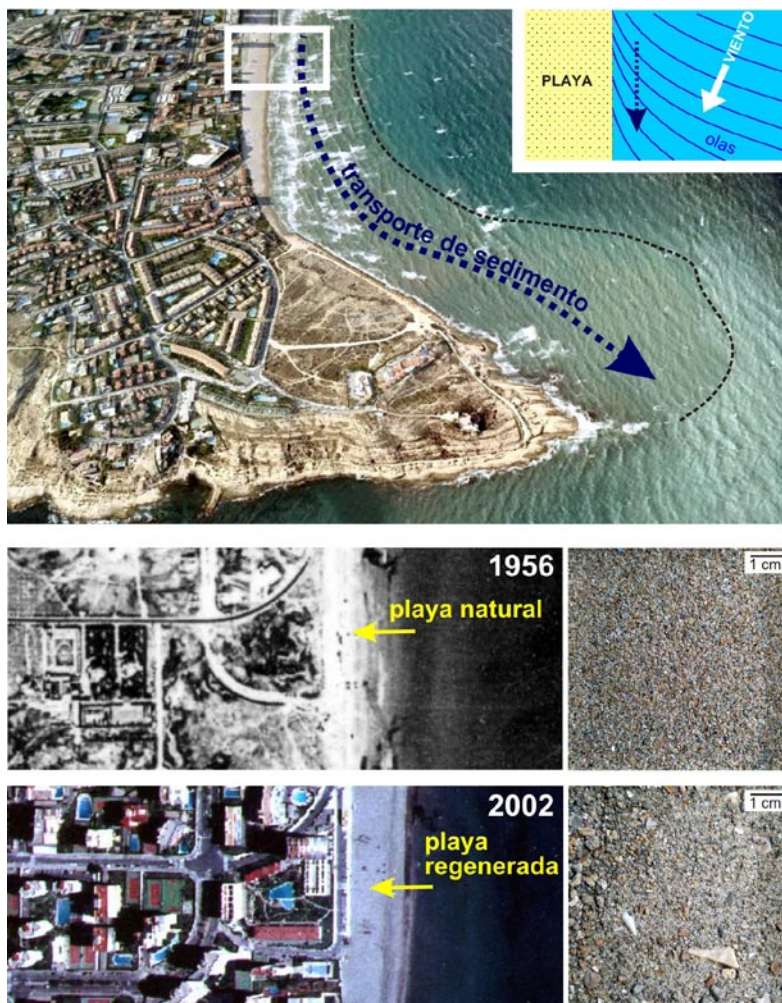 PLAYA
VIENTO
olas
transporte de sedimento
1956
playa natural
1 cm
2002
playa
regenerada
1 cm